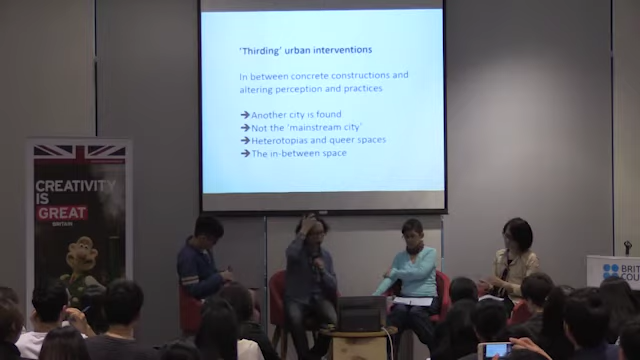 ‘Thirding’ urban interventions
In between concrete constructions and
altering perception and practices
➔Another city is found
➔Not the ‘mainstream city’
➔Heterotopias and queer spaces
➔The in-between space
CREATIVITY
IS
GREAT
BRITAIN